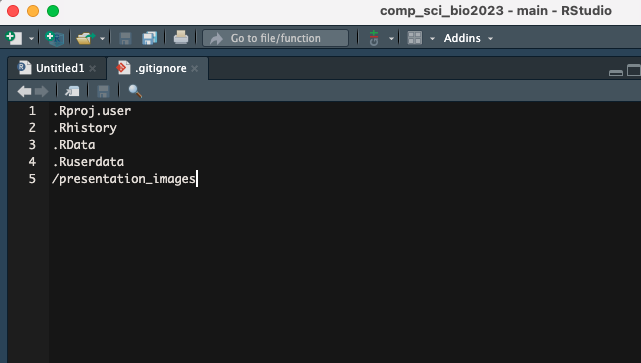 comp_sci_bio2023 - main - RStudio
Go to file/function
Addins
Untitled1
.gitignore
1 .Rproj.user
2 .Rhistory
3 .RData
4 .Ruserdata
5 /presentation_images